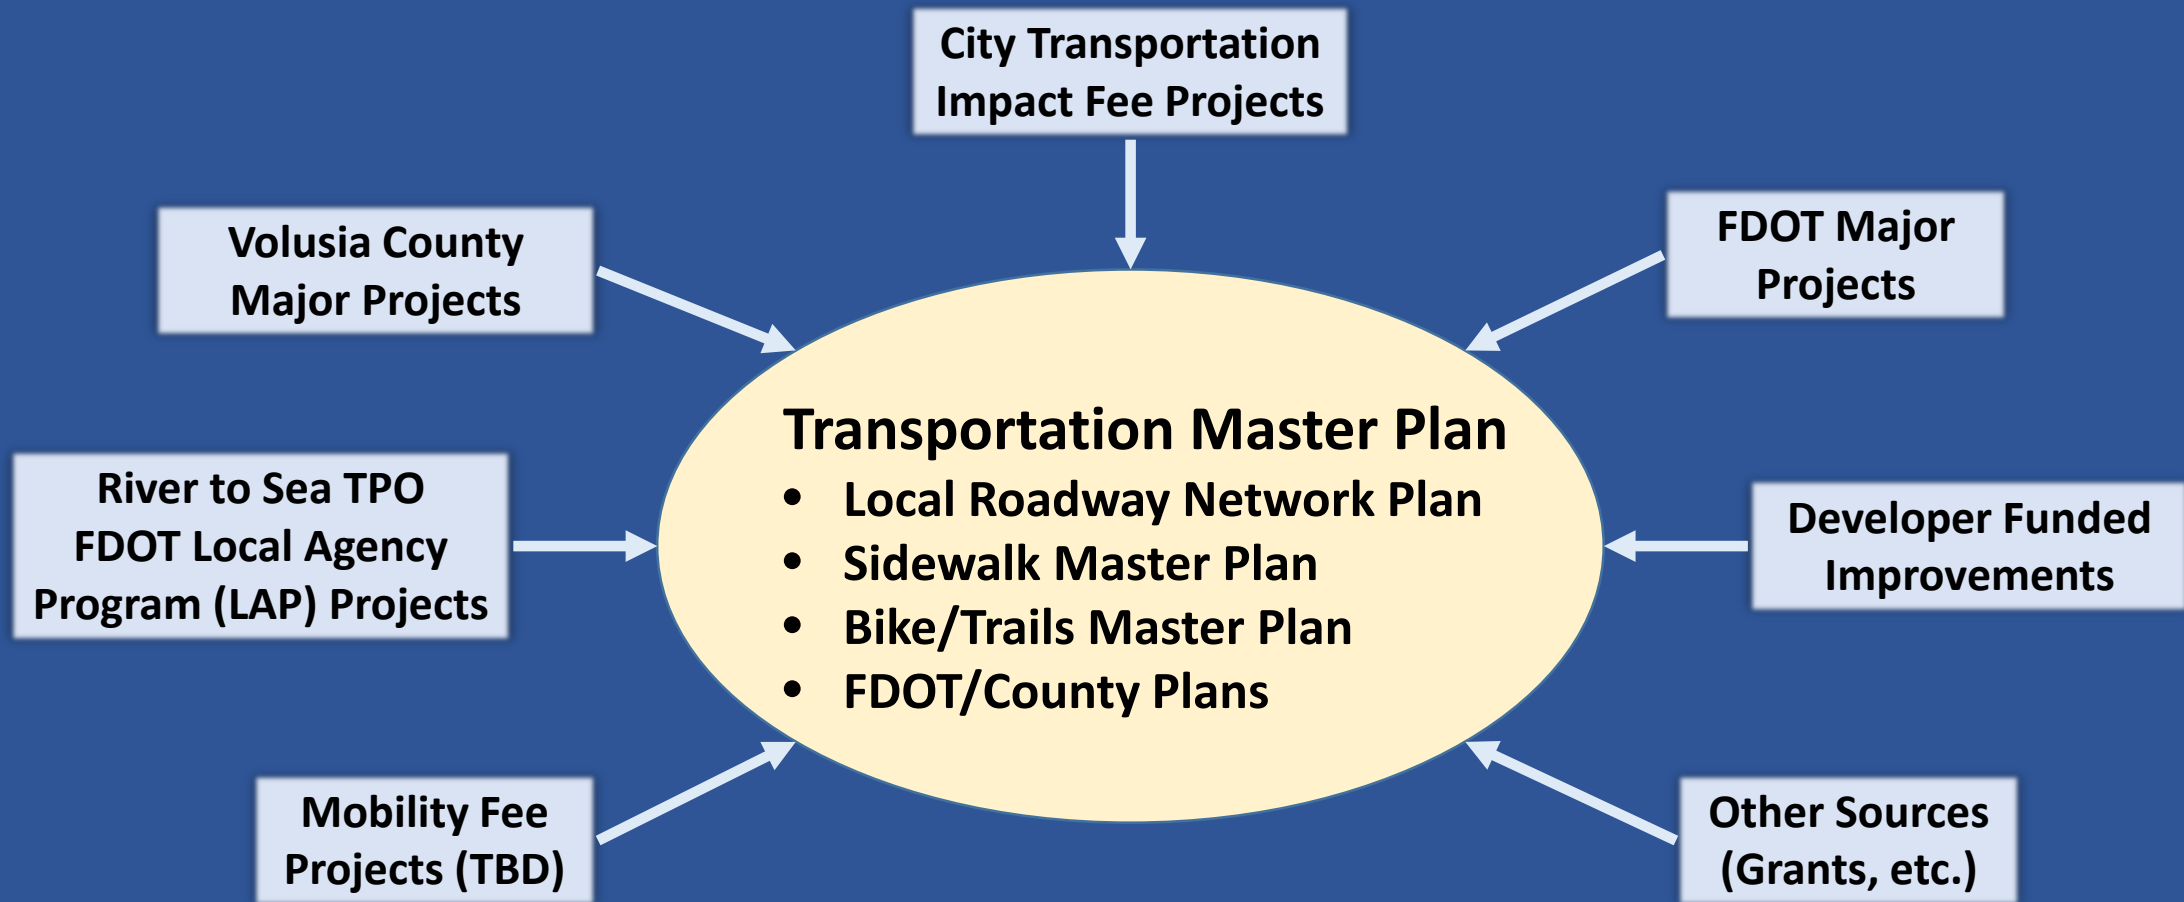 City Transportation
Impact Fee Projects
Volusia County
Major Projects
FDOT Major
Projects
River to Sea TPO
FDOT Local Agency
Program (LAP) Projects
Transportation Master Plan
• Local Roadway Network Plan
• Sidewalk Master Plan
• Bike/Trails Master Plan
• FDOT/County Plans
Developer Funded
Improvements
Mobility Fee
Projects (TBD)
Other Sources
(Grants, etc.)